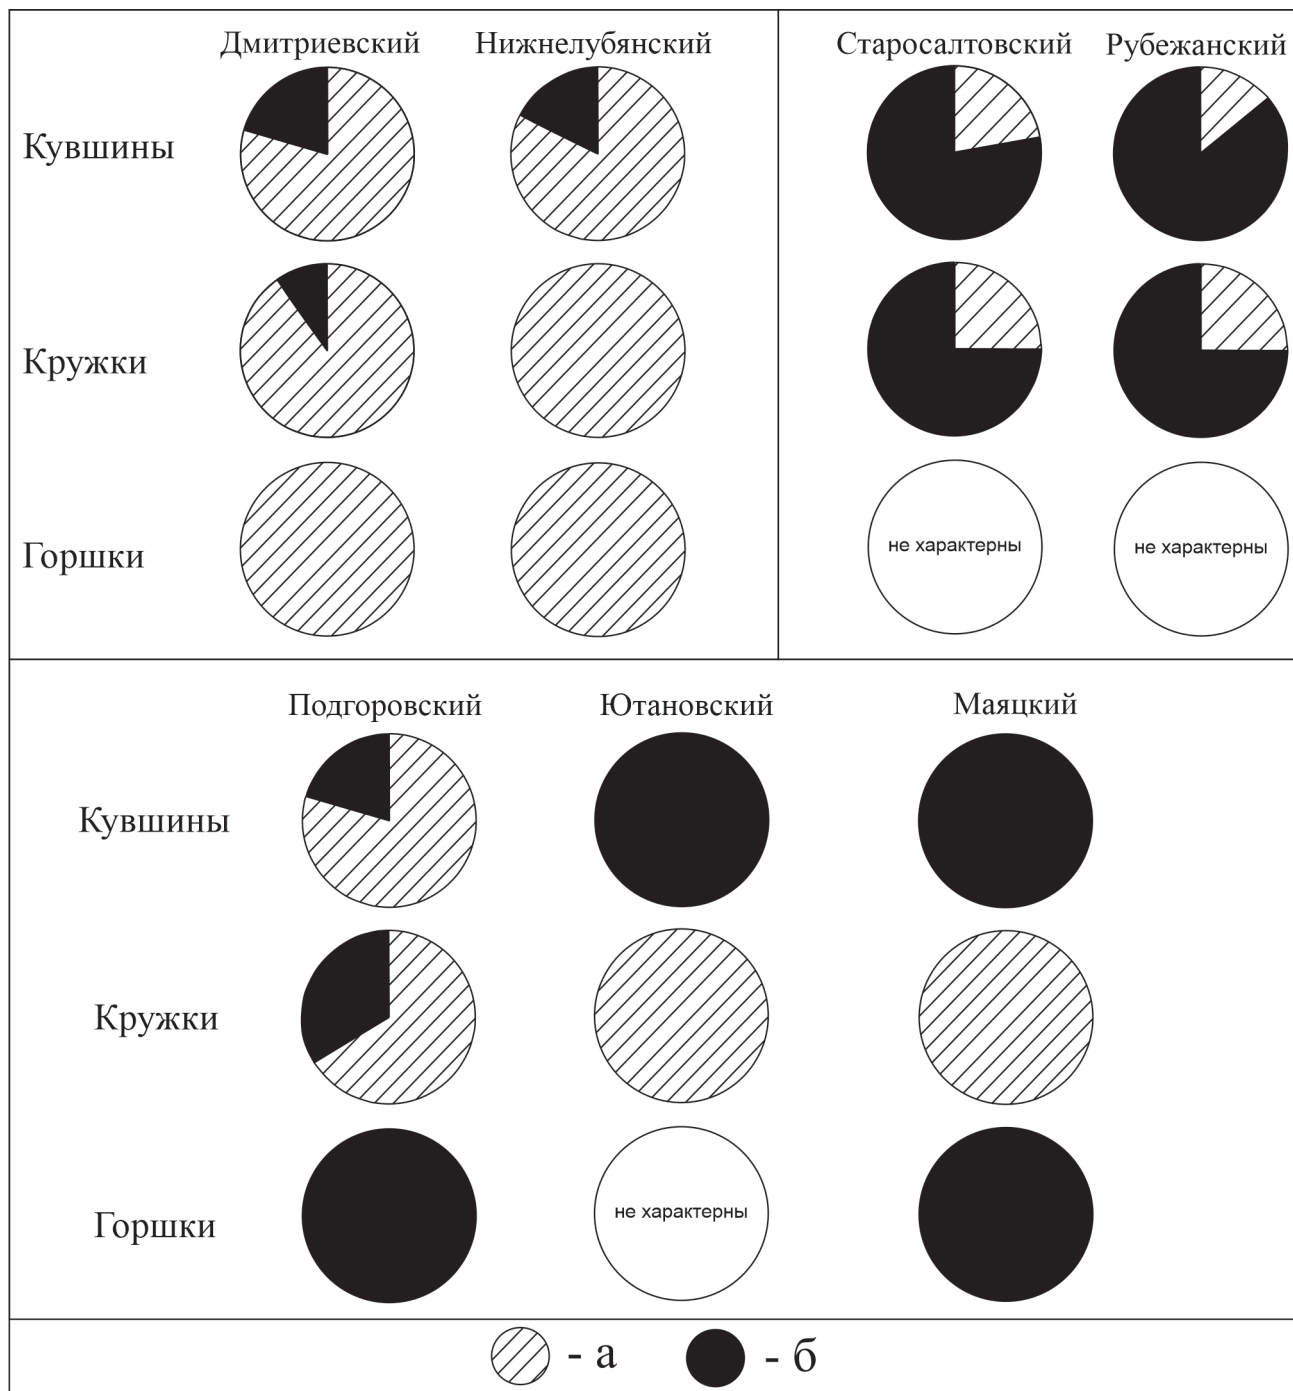 Дмитриевский Нижнелубянский Старосалтовский Рубежанский
Кувшины
Кружки
Горшки
не характерны не характерны
Подгоровский Ютановский Маяцкий
Кувшины
Кружки
Горшки
не характерны
- а - б